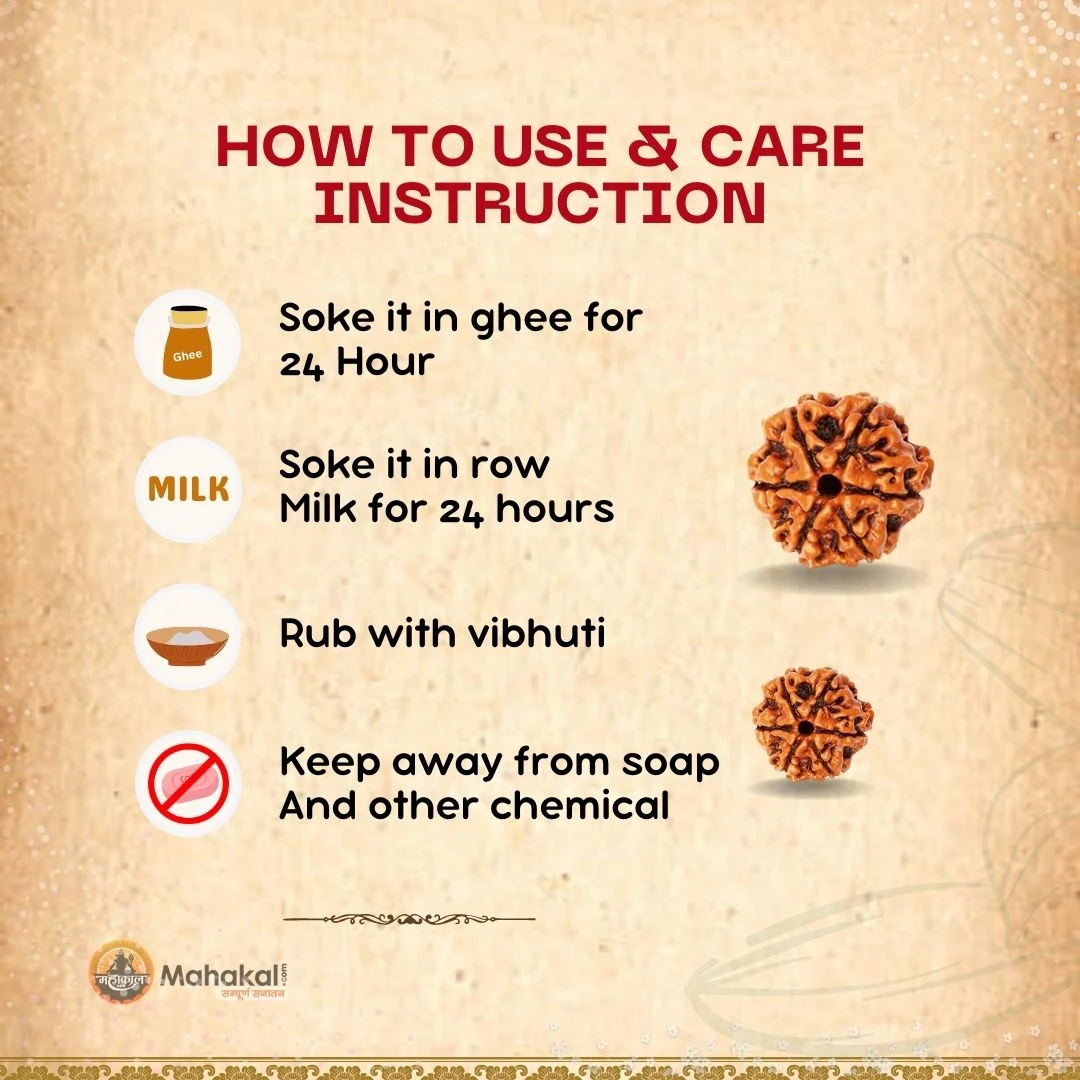 HOW TO USE & CARE
INSTRUCTION
Ghee
Soke it in ghee for
24 Hour
MILK
Soke it in row
Milk for 24 hours
Rub with vibhuti
Keep away from soap
And other chemical
महाकाल
Mahakal.com
सम्पूर्ण सनातन